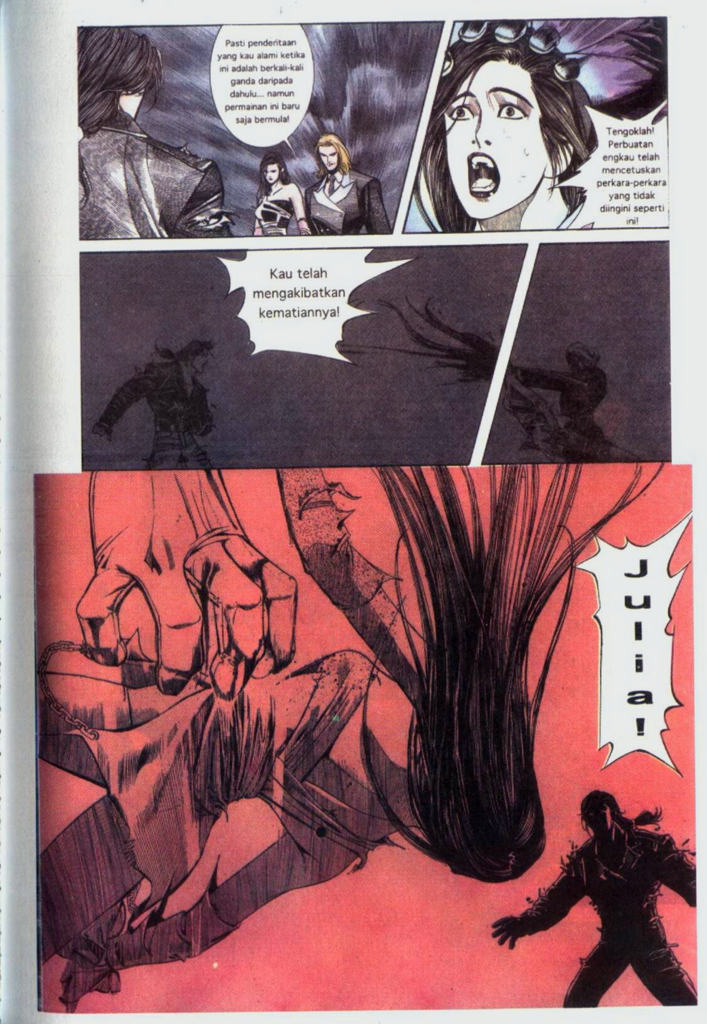 Pasti penderitaan
yang kau alami ketika
ini adalah berkali-kali
ganda daripada
dahulu... namun
permainan ini baru
saja bermula!
Tengoklah!
Perbuatan
engkau telah
mencetuskan
perkara-perkara
yang tidak
diingini seperti
ini!
Kau telah
mengakibatkan
kematiannya!
Julia!